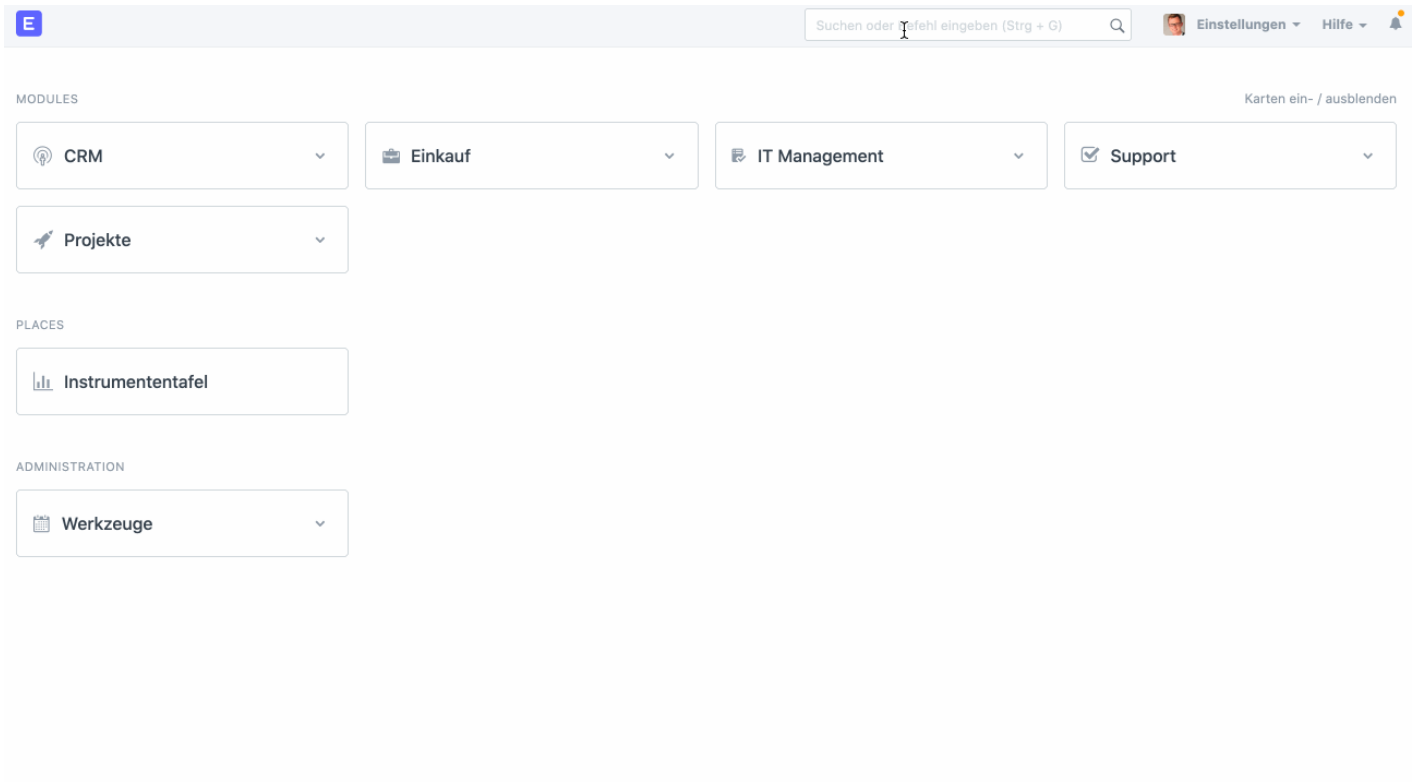 E
Suchen oder Befehl eingeben (Strg + G)
Einstellungen
Hilfe
MODULES
Karten ein- / ausblenden
CRM
Einkauf
IT Management
Support
Projekte
PLACES
Instrumententafel
ADMINISTRATION
Werkzeuge